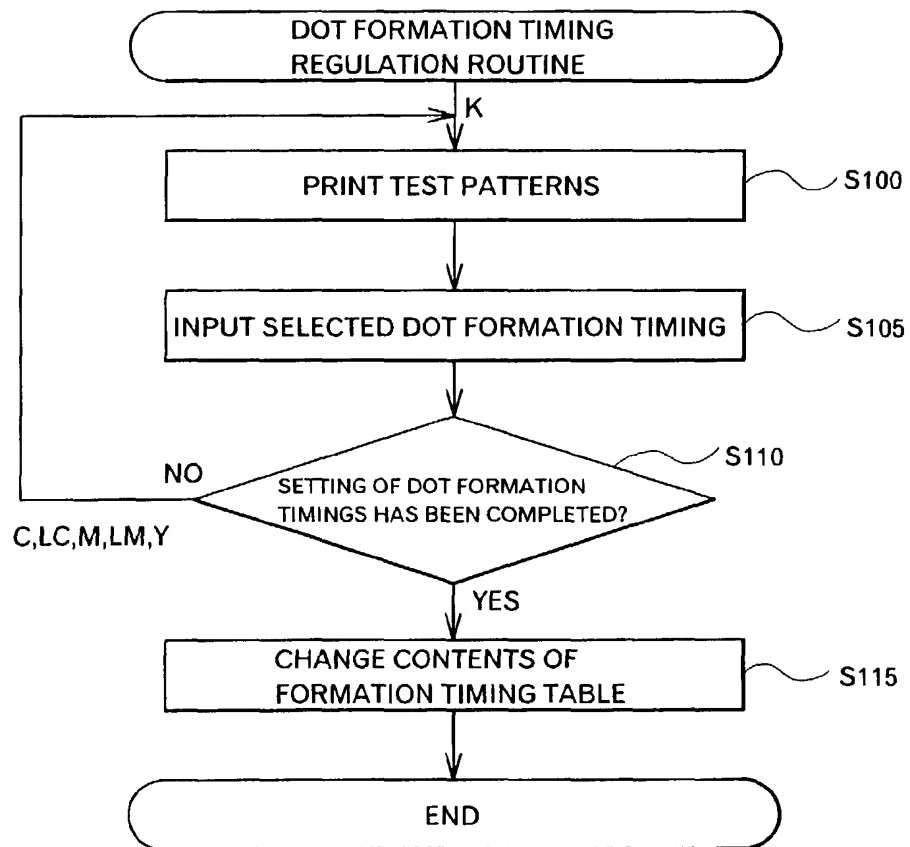 DOT FORMATION TIMING
REGULATION ROUTINE
K
PRINT TEST PATTERNS
S100
INPUT SELECTED DOT FORMATION TIMING
S105
S110
NO
SETTING OF DOT FORMATION
TIMINGS HAS BEEN COMPLETED?
C,LC,M,LM,Y
YES
CHANGE CONTENTS OF
FORMATION TIMING TABLE
S115
END